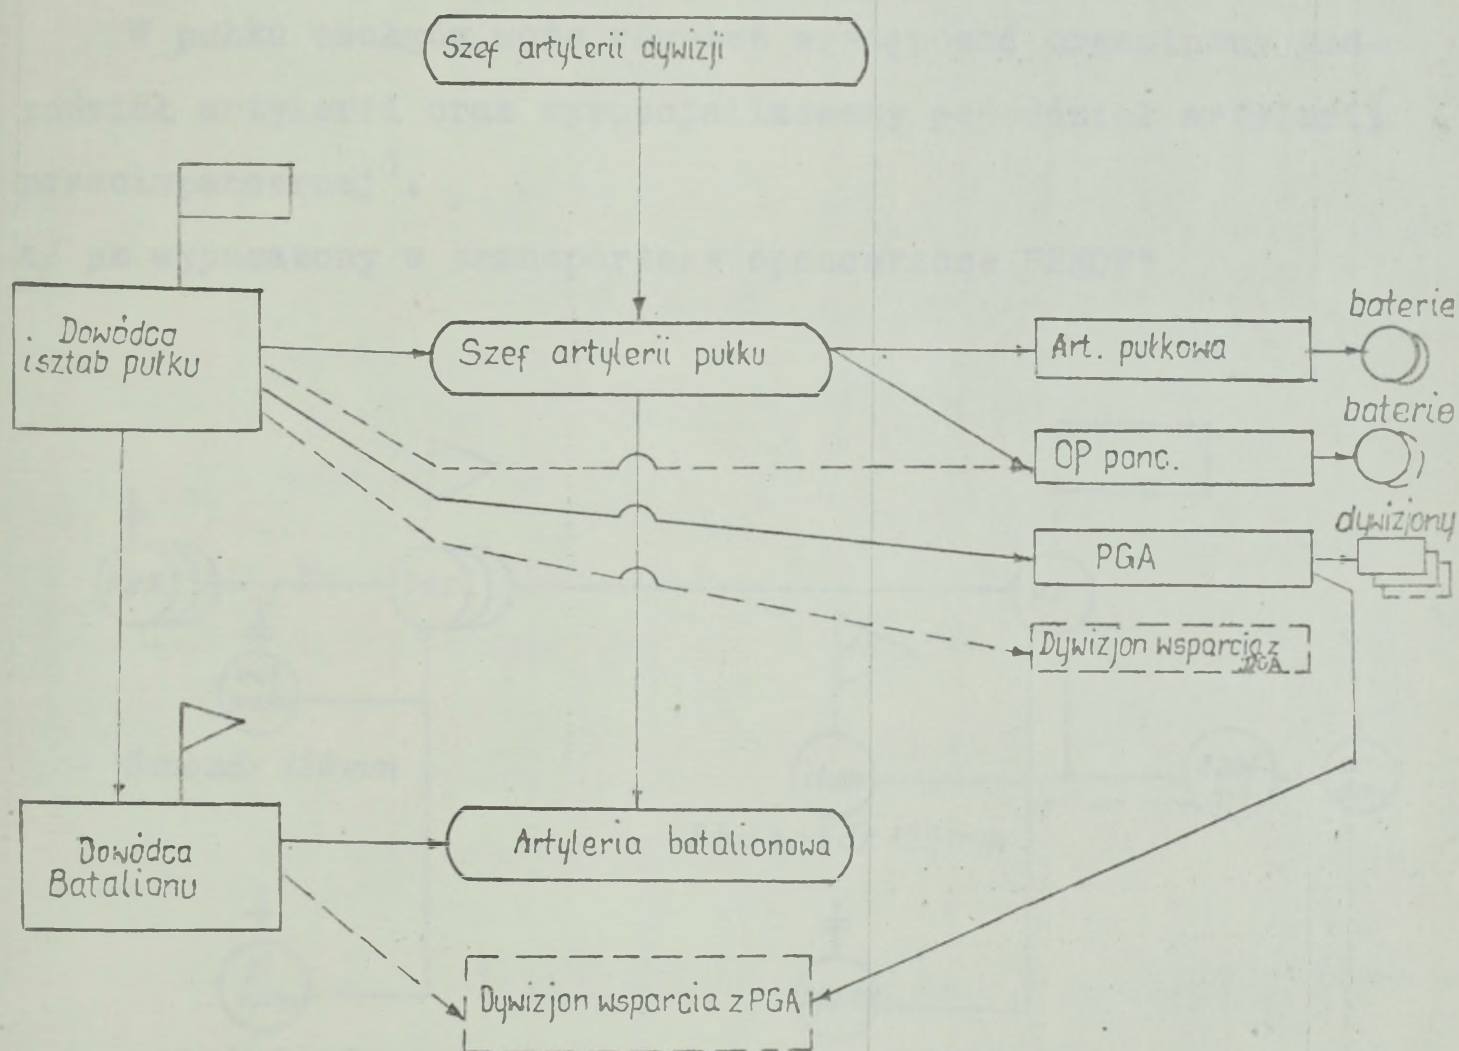 Szef artylerii dywizji
Dowódca
i sztab pułku
Szef artylerii pułku
Art. pułkowa
baterie
OP panc.
baterie
PGA
dywizjony
Dywizjon wsparcia z
Dowódca
Batalionu
Artyleria batalionowa
Dywizjon wsparcia z PGA